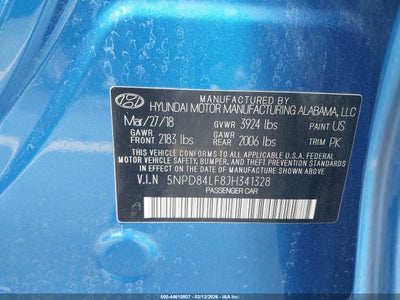 MANUFACTURED BY
HYUNDAI MOTOR MANUFACTURING ALABAMA, LLC
Mar/27/18 GVWR 3924 lbs PAINT US
GAWR FRONT 2183 lbs GAWR REAR 2006 lbs TRIM PK
THIS VEHICLE CONFORMS TO ALL APPLICABLE U.S. FEDERAL
MOTOR VEHICLE SAFETY, BUMPER, AND THEFT PREVENTION STANDARDS
IN EFFECT ON THE DATE OF MANUFACTURE SHOWN ABOVE.
V.I.N 5NPD84LF8JH341328
PASSENGER CAR
000-44610007 - 03/13/2026 - © IAA Holdings, LLC